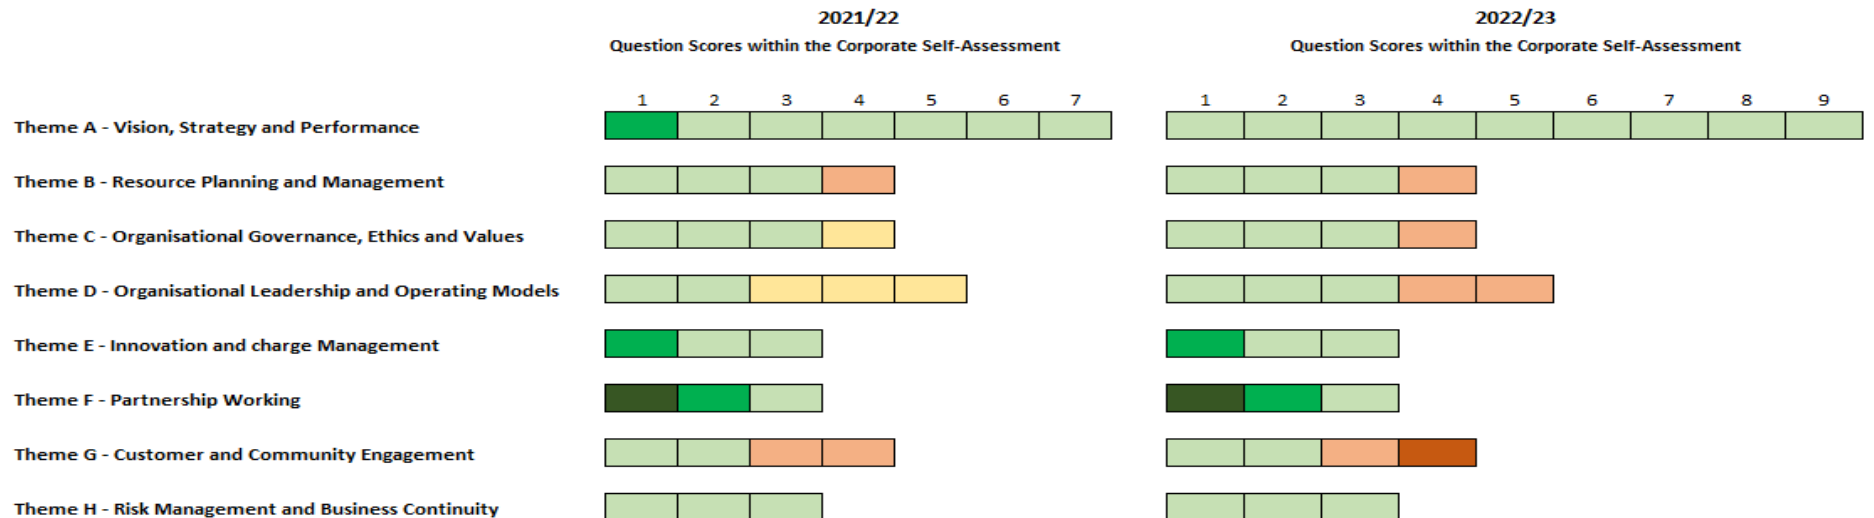 2021/22
Question Scores within the Corporate Self-Assessment
2022/23
Question Scores within the Corporate Self-Assessment
1 2 3 4 5 6 7
1 2 3 4 5 6 7 8 9
Theme A - Vision, Strategy and Performance
Theme B - Resource Planning and Management
Theme C - Organisational Governance, Ethics and Values
Theme D - Organisational Leadership and Operating Models
Theme E - Innovation and charge Management
Theme F - Partnership Working
Theme G - Customer and Community Engagement
Theme H - Risk Management and Business Continuity